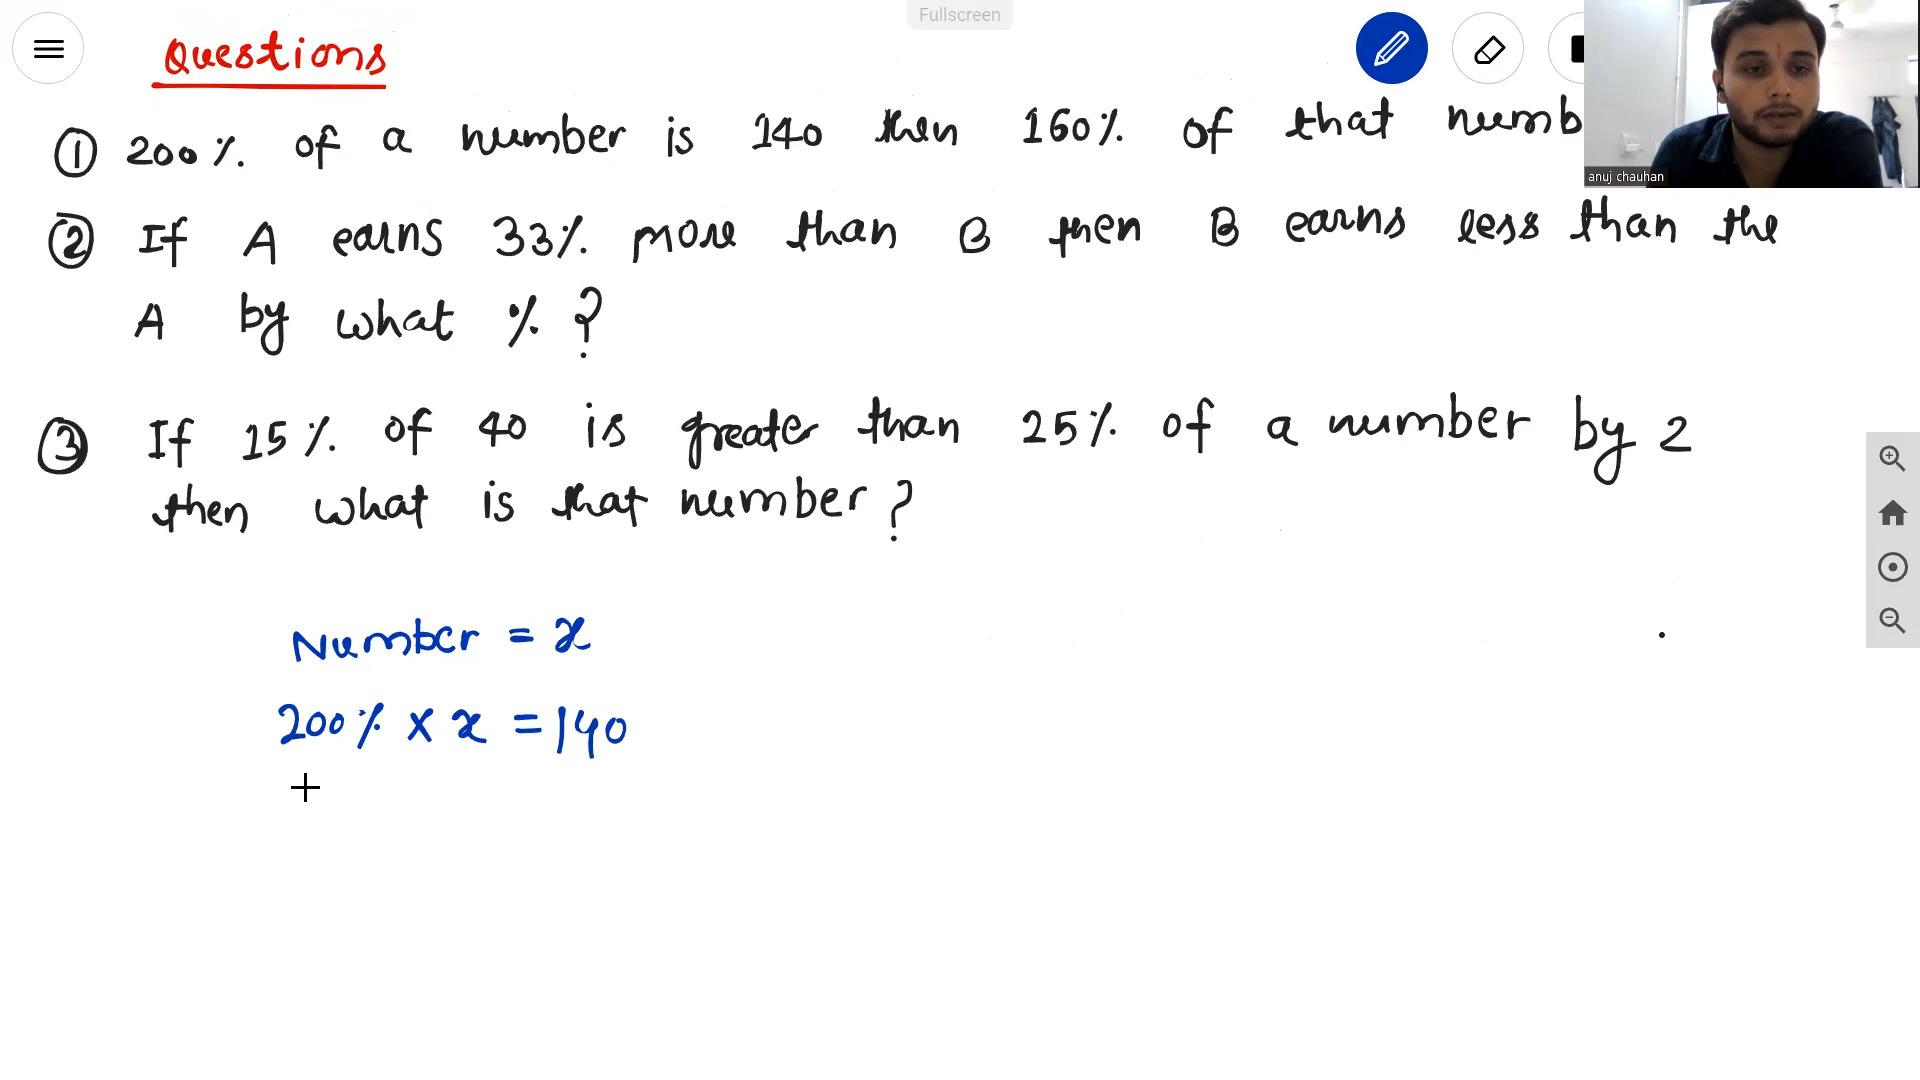 Fullscreen
Questions
① 200% of a number is 140 then 160% of that numb
anuj chauhan
② If A earns 33% more than B then B earns less than the
A by what % ?
③ If 15% of 40 is greater than 25% of a number by 2
then what is that number ?
Number = x
200% × x = 140